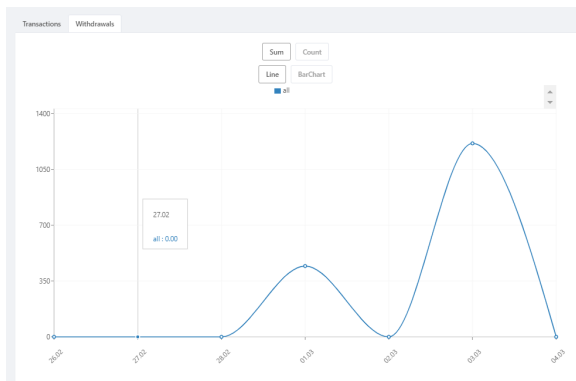 Transactions Withdrawals
Sum Count
Line BarChart
all
1400
1050
700
350
0
27.02
all : 0.00
26.02 27.02 28.02 01.03 02.03 03.03 04.03